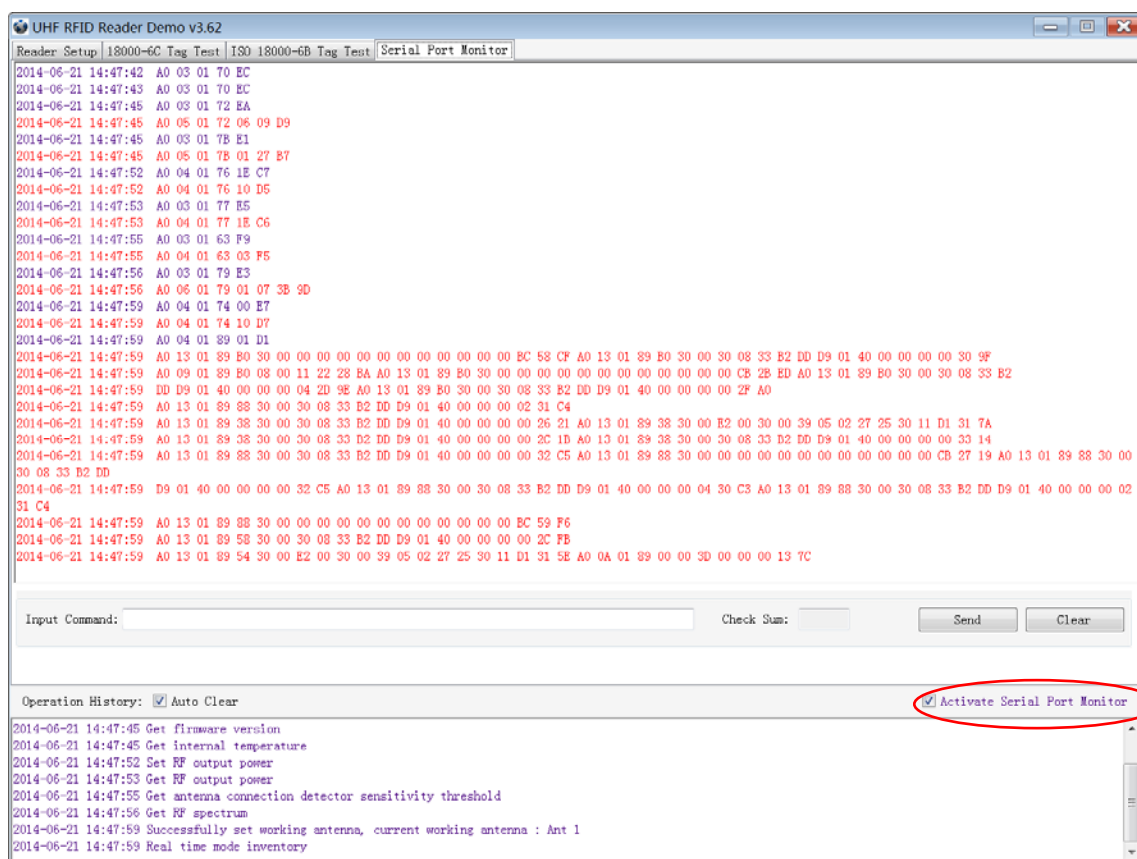 UHF RFID Reader Demo v3.62
Reader Setup 18000-6C Tag Test ISO 18000-6B Tag Test Serial Port Monitor
2014-06-21 14:47:42 A0 03 01 70 EC
2014-06-21 14:47:43 A0 03 01 70 EC
2014-06-21 14:47:45 A0 03 01 72 EA
2014-06-21 14:47:45 A0 05 01 72 06 09 D9
2014-06-21 14:47:45 A0 03 01 7B E1
2014-06-21 14:47:45 A0 05 01 7B 01 27 B7
2014-06-21 14:47:52 A0 04 01 76 1E C7
2014-06-21 14:47:52 A0 04 01 76 10 D5
2014-06-21 14:47:53 A0 03 01 77 E5
2014-06-21 14:47:53 A0 04 01 77 1E C6
2014-06-21 14:47:55 A0 03 01 63 F9
2014-06-21 14:47:55 A0 04 01 63 03 F5
2014-06-21 14:47:56 A0 03 01 79 E3
2014-06-21 14:47:56 A0 06 01 79 01 07 3B 9D
2014-06-21 14:47:59 A0 04 01 74 00 E7
2014-06-21 14:47:59 A0 04 01 74 10 D7
2014-06-21 14:47:59 A0 04 01 89 01 D1
2014-06-21 14:47:59 A0 13 01 89 B0 30 00 00 00 00 00 00 00 00 00 00 00 BC 58 CF A0 13 01 89 B0 30 00 30 08 33 B2 DD D9 01 40 00 00 00 00 30 9F
2014-06-21 14:47:59 A0 09 01 89 B0 08 00 11 22 28 BA A0 13 01 89 B0 30 00 00 00 00 00 00 00 00 00 00 00 CB 2B ED A0 13 01 89 B0 30 00 30 08 33 B2
2014-06-21 14:47:59 DD D9 01 40 00 00 00 04 2D 9E A0 13 01 89 B0 30 00 30 08 33 B2 DD D9 01 40 00 00 00 00 2F A0
2014-06-21 14:47:59 A0 13 01 89 88 30 00 30 08 33 B2 DD D9 01 40 00 00 00 02 31 C4
2014-06-21 14:47:59 A0 13 01 89 38 30 00 30 08 33 B2 DD D9 01 40 00 00 00 00 26 21 A0 13 01 89 38 30 00 E2 00 30 00 39 05 02 27 25 30 11 D1 31 7A
2014-06-21 14:47:59 A0 13 01 89 38 30 00 30 08 33 B2 DD D9 01 40 00 00 00 00 2C 1B A0 13 01 89 38 30 00 30 08 33 B2 DD D9 01 40 00 00 00 00 33 14
2014-06-21 14:47:59 A0 13 01 89 88 30 00 30 08 33 B2 DD D9 01 40 00 00 00 00 32 C5 A0 13 01 89 88 30 00 00 00 00 00 00 00 00 00 00 00 CB 27 19 A0 13 01 89 88 30 00
30 08 33 B2 DD
2014-06-21 14:47:59 D9 01 40 00 00 00 00 32 C5 A0 13 01 89 88 30 00 30 08 33 B2 DD D9 01 40 00 00 00 04 30 C3 A0 13 01 89 88 30 00 30 08 33 B2 DD D9 01 40 00 00 00 02
31 C4
2014-06-21 14:47:59 A0 13 01 89 88 30 00 00 00 00 00 00 00 00 00 00 00 BC 59 F6
2014-06-21 14:47:59 A0 13 01 89 58 30 00 30 08 33 B2 DD D9 01 40 00 00 00 00 2C FB
2014-06-21 14:47:59 A0 13 01 89 54 30 00 E2 00 30 00 39 05 02 27 25 30 11 D1 31 5E A0 0A 01 89 00 00 3D 00 00 00 13 7C
Input Command: Check Sum: Send Clear
Operation History: Auto Clear Activate Serial Port Monitor
2014-06-21 14:47:45 Get firmware version
2014-06-21 14:47:45 Get internal temperature
2014-06-21 14:47:52 Set RF output power
2014-06-21 14:47:53 Get RF output power
2014-06-21 14:47:55 Get antenna connection detector sensitivity threshold
2014-06-21 14:47:56 Get RF spectrum
2014-06-21 14:47:59 Successfully set working antenna, current working antenna : Ant 1
2014-06-21 14:47:59 Real time mode inventory